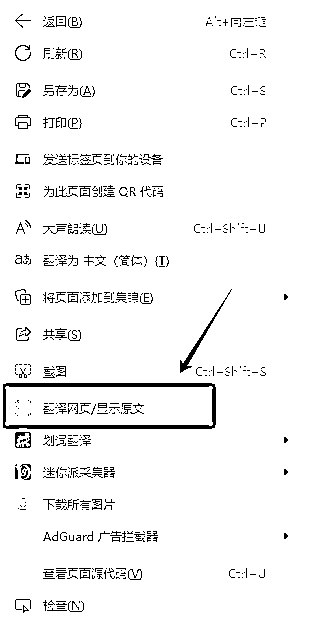 返回(B) Alt+向左键
刷新(R) Ctrl+R
另存为(A) Ctrl+S
打印(P) Ctrl+P
发送标签页到你的设备
为此页面创建 QR 代码
大声朗读(U) Ctrl+Shift+U
翻译为 中文（简体）(T)
将页面添加到集锦(E)
共享(S)
截图 Ctrl+Shift+S
翻译网页/显示原文
划词翻译
迷你派采集器
下载所有图片
AdGuard 广告拦截器
查看页面源代码(V) Ctrl+U
检查(N)